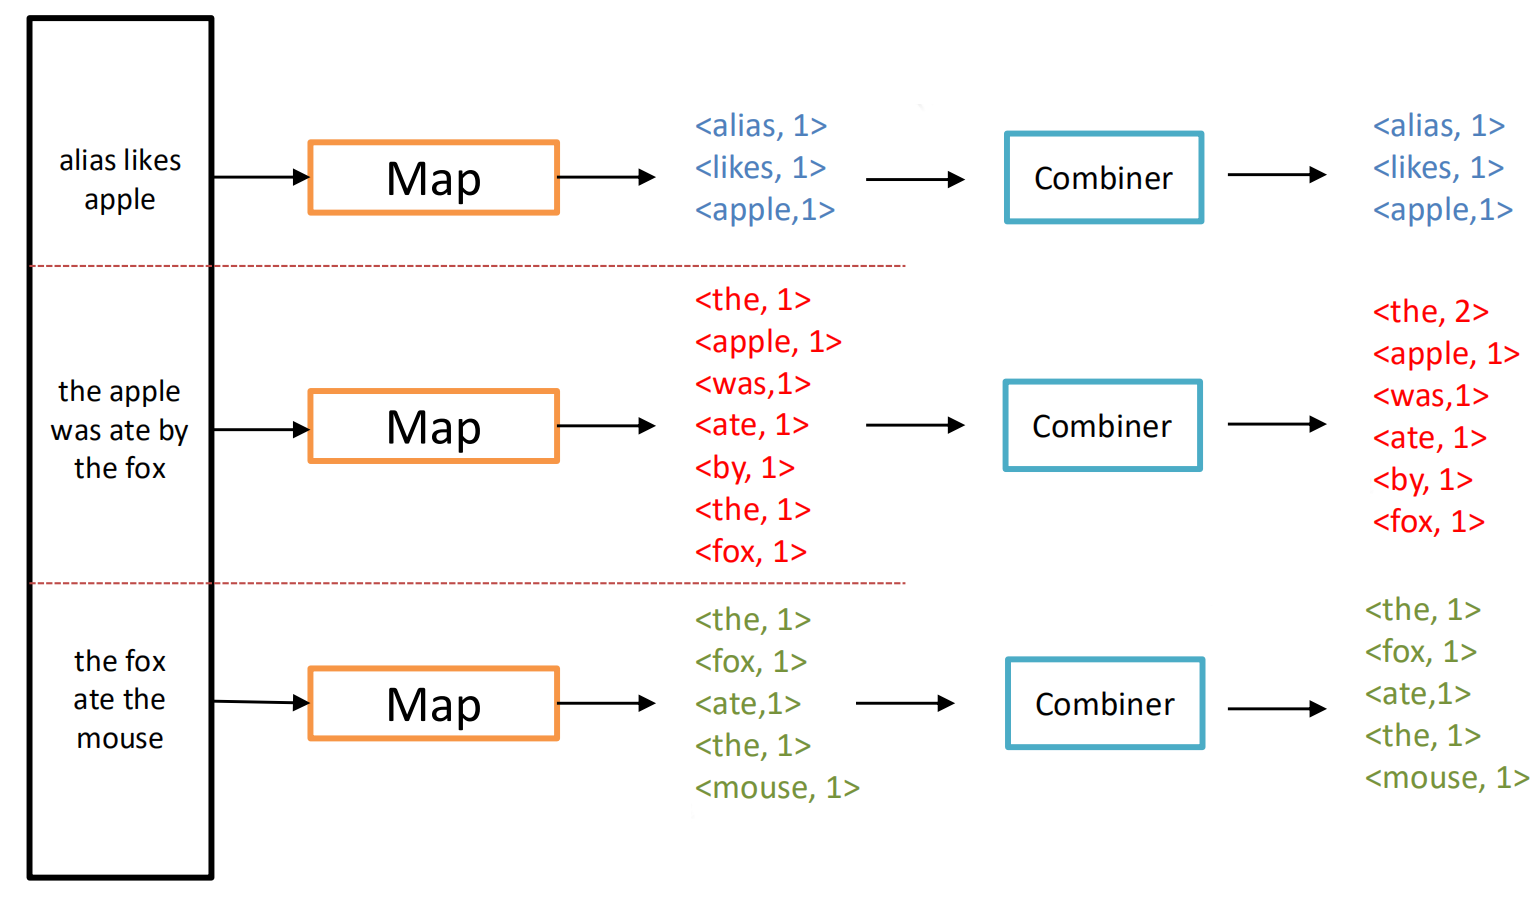 alias likes
apple
Map
<alias, 1>
<likes, 1>
<apple,1>
Combiner
<alias, 1>
<likes, 1>
<apple,1>
the apple
was ate by
the fox
Map
<the, 1>
<apple, 1>
<was,1>
<ate, 1>
<by, 1>
<the, 1>
<fox, 1>
Combiner
<the, 2>
<apple, 1>
<was,1>
<ate, 1>
<by, 1>
<fox, 1>
the fox
ate the
mouse
Map
<the, 1>
<fox, 1>
<ate,1>
<the, 1>
<mouse, 1>
Combiner
<the, 1>
<fox, 1>
<ate,1>
<the, 1>
<mouse, 1>